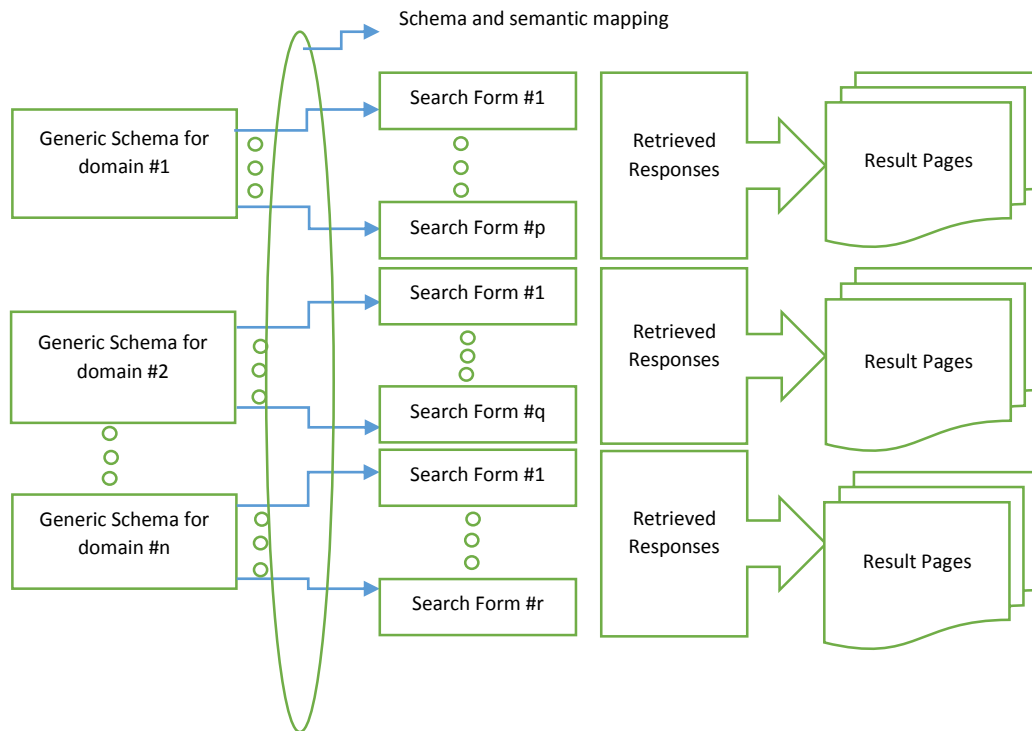 Schema and semantic mapping
Generic Schema for
domain #1
Search Form #1
Search Form #p
Retrieved
Responses
Result Pages
Generic Schema for
domain #2
Search Form #1
Search Form #q
Retrieved
Responses
Result Pages
Generic Schema for
domain #n
Search Form #1
Search Form #r
Retrieved
Responses
Result Pages